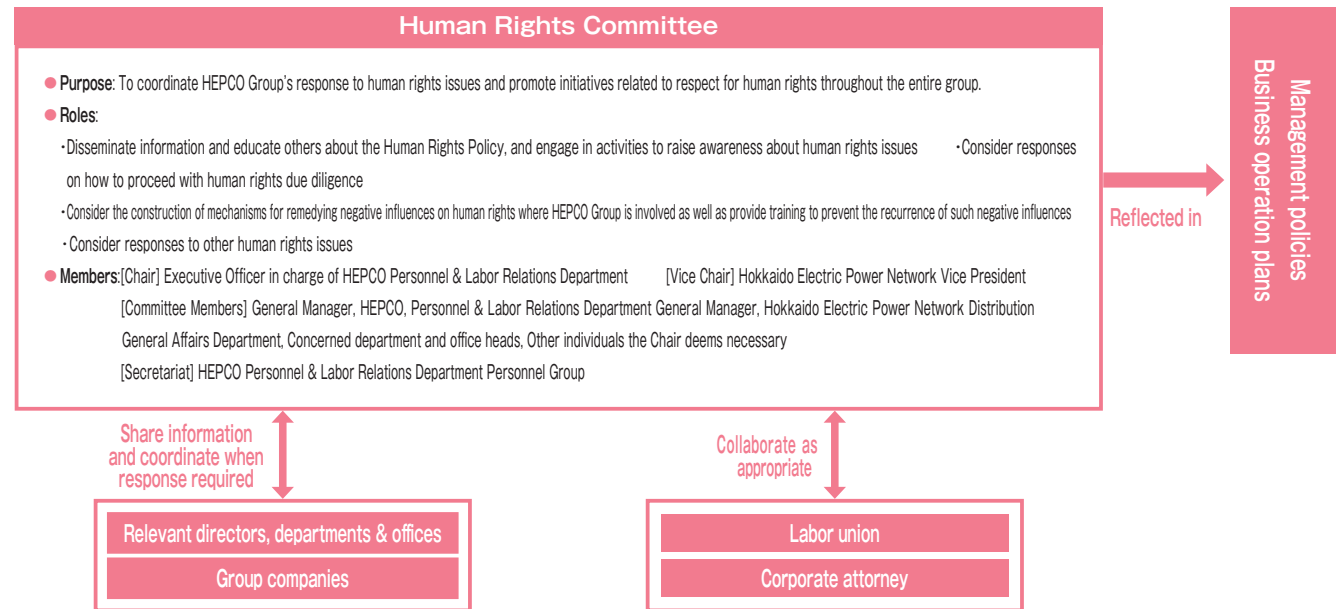 Human Rights Committee
● Purpose: To coordinate HEPCO Group's response to human rights issues and promote initiatives related to respect for human rights throughout the entire group.
● Roles:
・Disseminate information and educate others about the Human Rights Policy, and engage in activities to raise awareness about human rights issues ・Consider responses
on how to proceed with human rights due diligence
・Consider the construction of mechanisms for remedying negative influences on human rights where HEPCO Group is involved as well as provide training to prevent the recurrence of such negative influences
・Consider responses to other human rights issues
● Members:[Chair] Executive Officer in charge of HEPCO Personnel & Labor Relations Department [Vice Chair] Hokkaido Electric Power Network Vice President
[Committee Members] General Manager, HEPCO, Personnel & Labor Relations Department General Manager, Hokkaido Electric Power Network Distribution
General Affairs Department, Concerned department and office heads, Other individuals the Chair deems necessary
[Secretariat] HEPCO Personnel & Labor Relations Department Personnel Group
Reflected in
Management policies
Business operation plans
Share information
and coordinate when
response required
Collaborate as
appropriate
Relevant directors, departments & offices
Group companies
Labor union
Corporate attorney